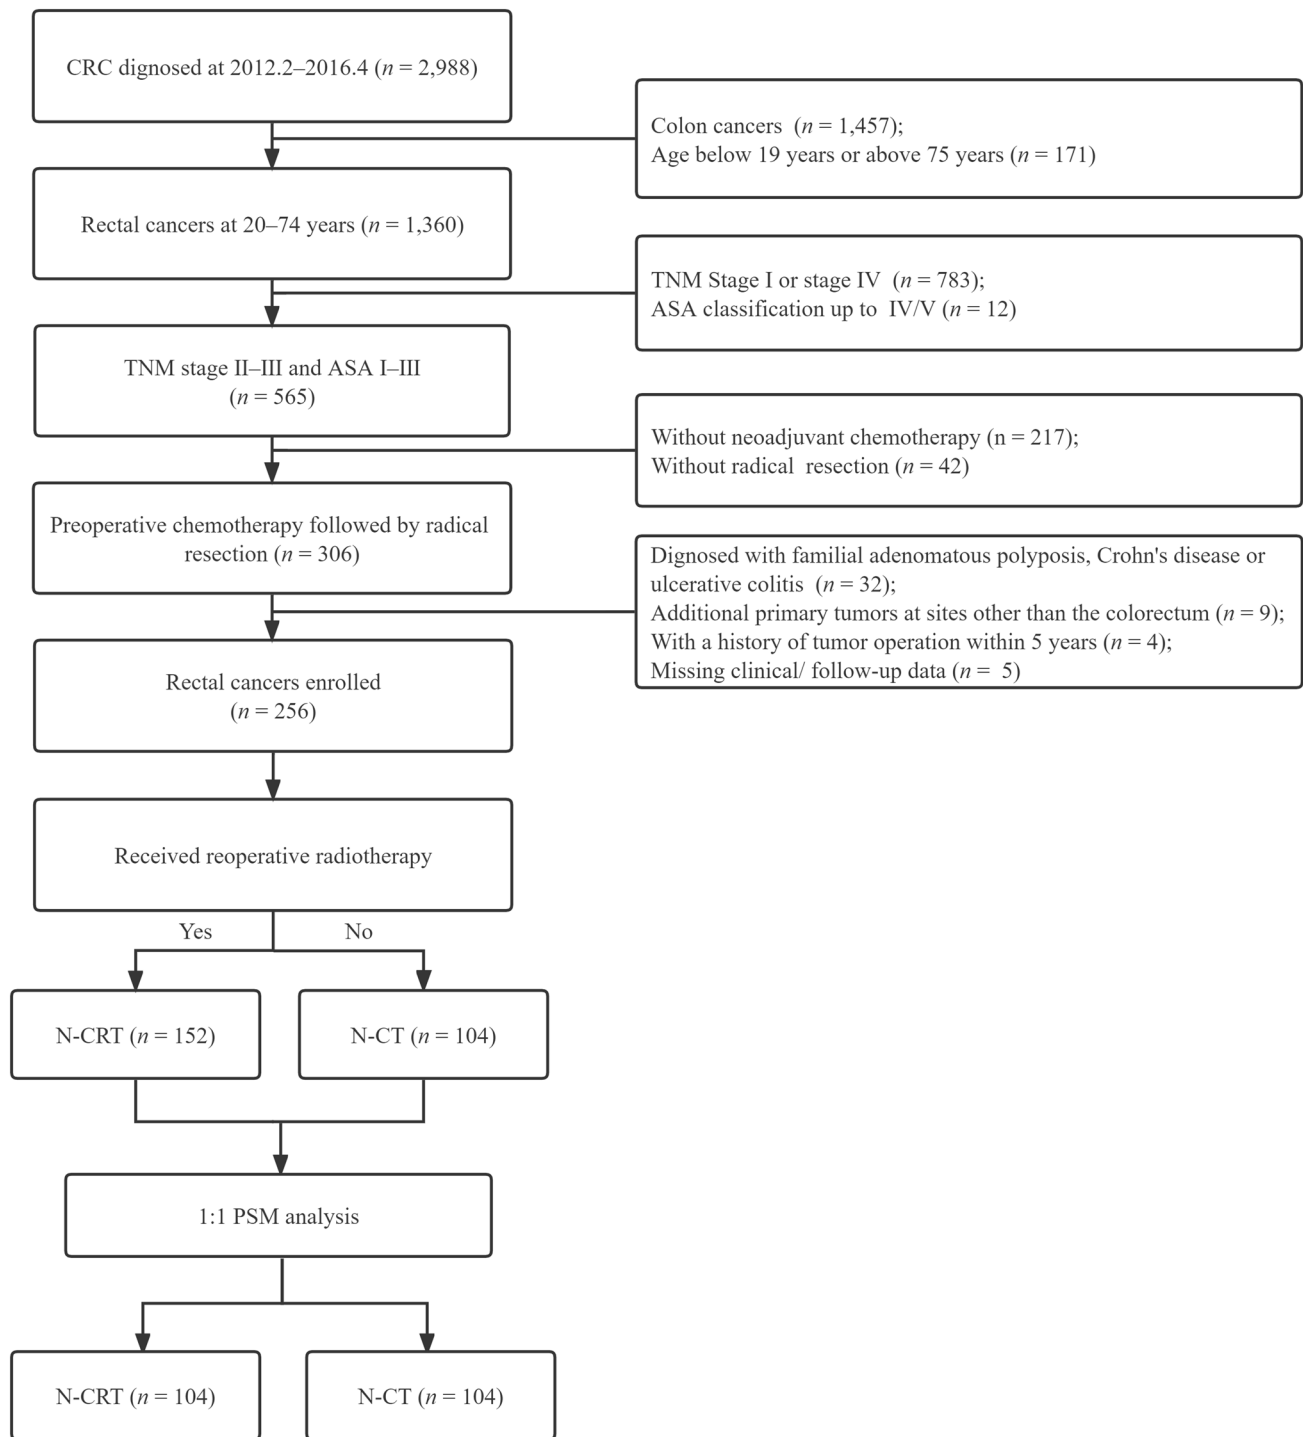 CRC dignosed at 2012.2–2016.4 (n = 2,988)
Colon cancers (n = 1,457);
Age below 19 years or above 75 years (n = 171)
Rectal cancers at 20–74 years (n = 1,360)
TNM Stage I or stage IV (n = 783);
ASA classification up to IV/V (n = 12)
TNM stage II–III and ASA I–III
(n = 565)
Without neoadjuvant chemotherapy (n = 217);
Without radical resection (n = 42)
Preoperative chemotherapy followed by radical
resection (n = 306)
Dignosed with familial adenomatous polyposis, Crohn's disease or
ulcerative colitis (n = 32);
Additional primary tumors at sites other than the colorectum (n = 9);
With a history of tumor operation within 5 years (n = 4);
Missing clinical/ follow-up data (n = 5)
Rectal cancers enrolled
(n = 256)
Received reoperative radiotherapy
Yes
No
N-CRT (n = 152)
N-CT (n = 104)
1:1 PSM analysis
N-CRT (n = 104)
N-CT (n = 104)